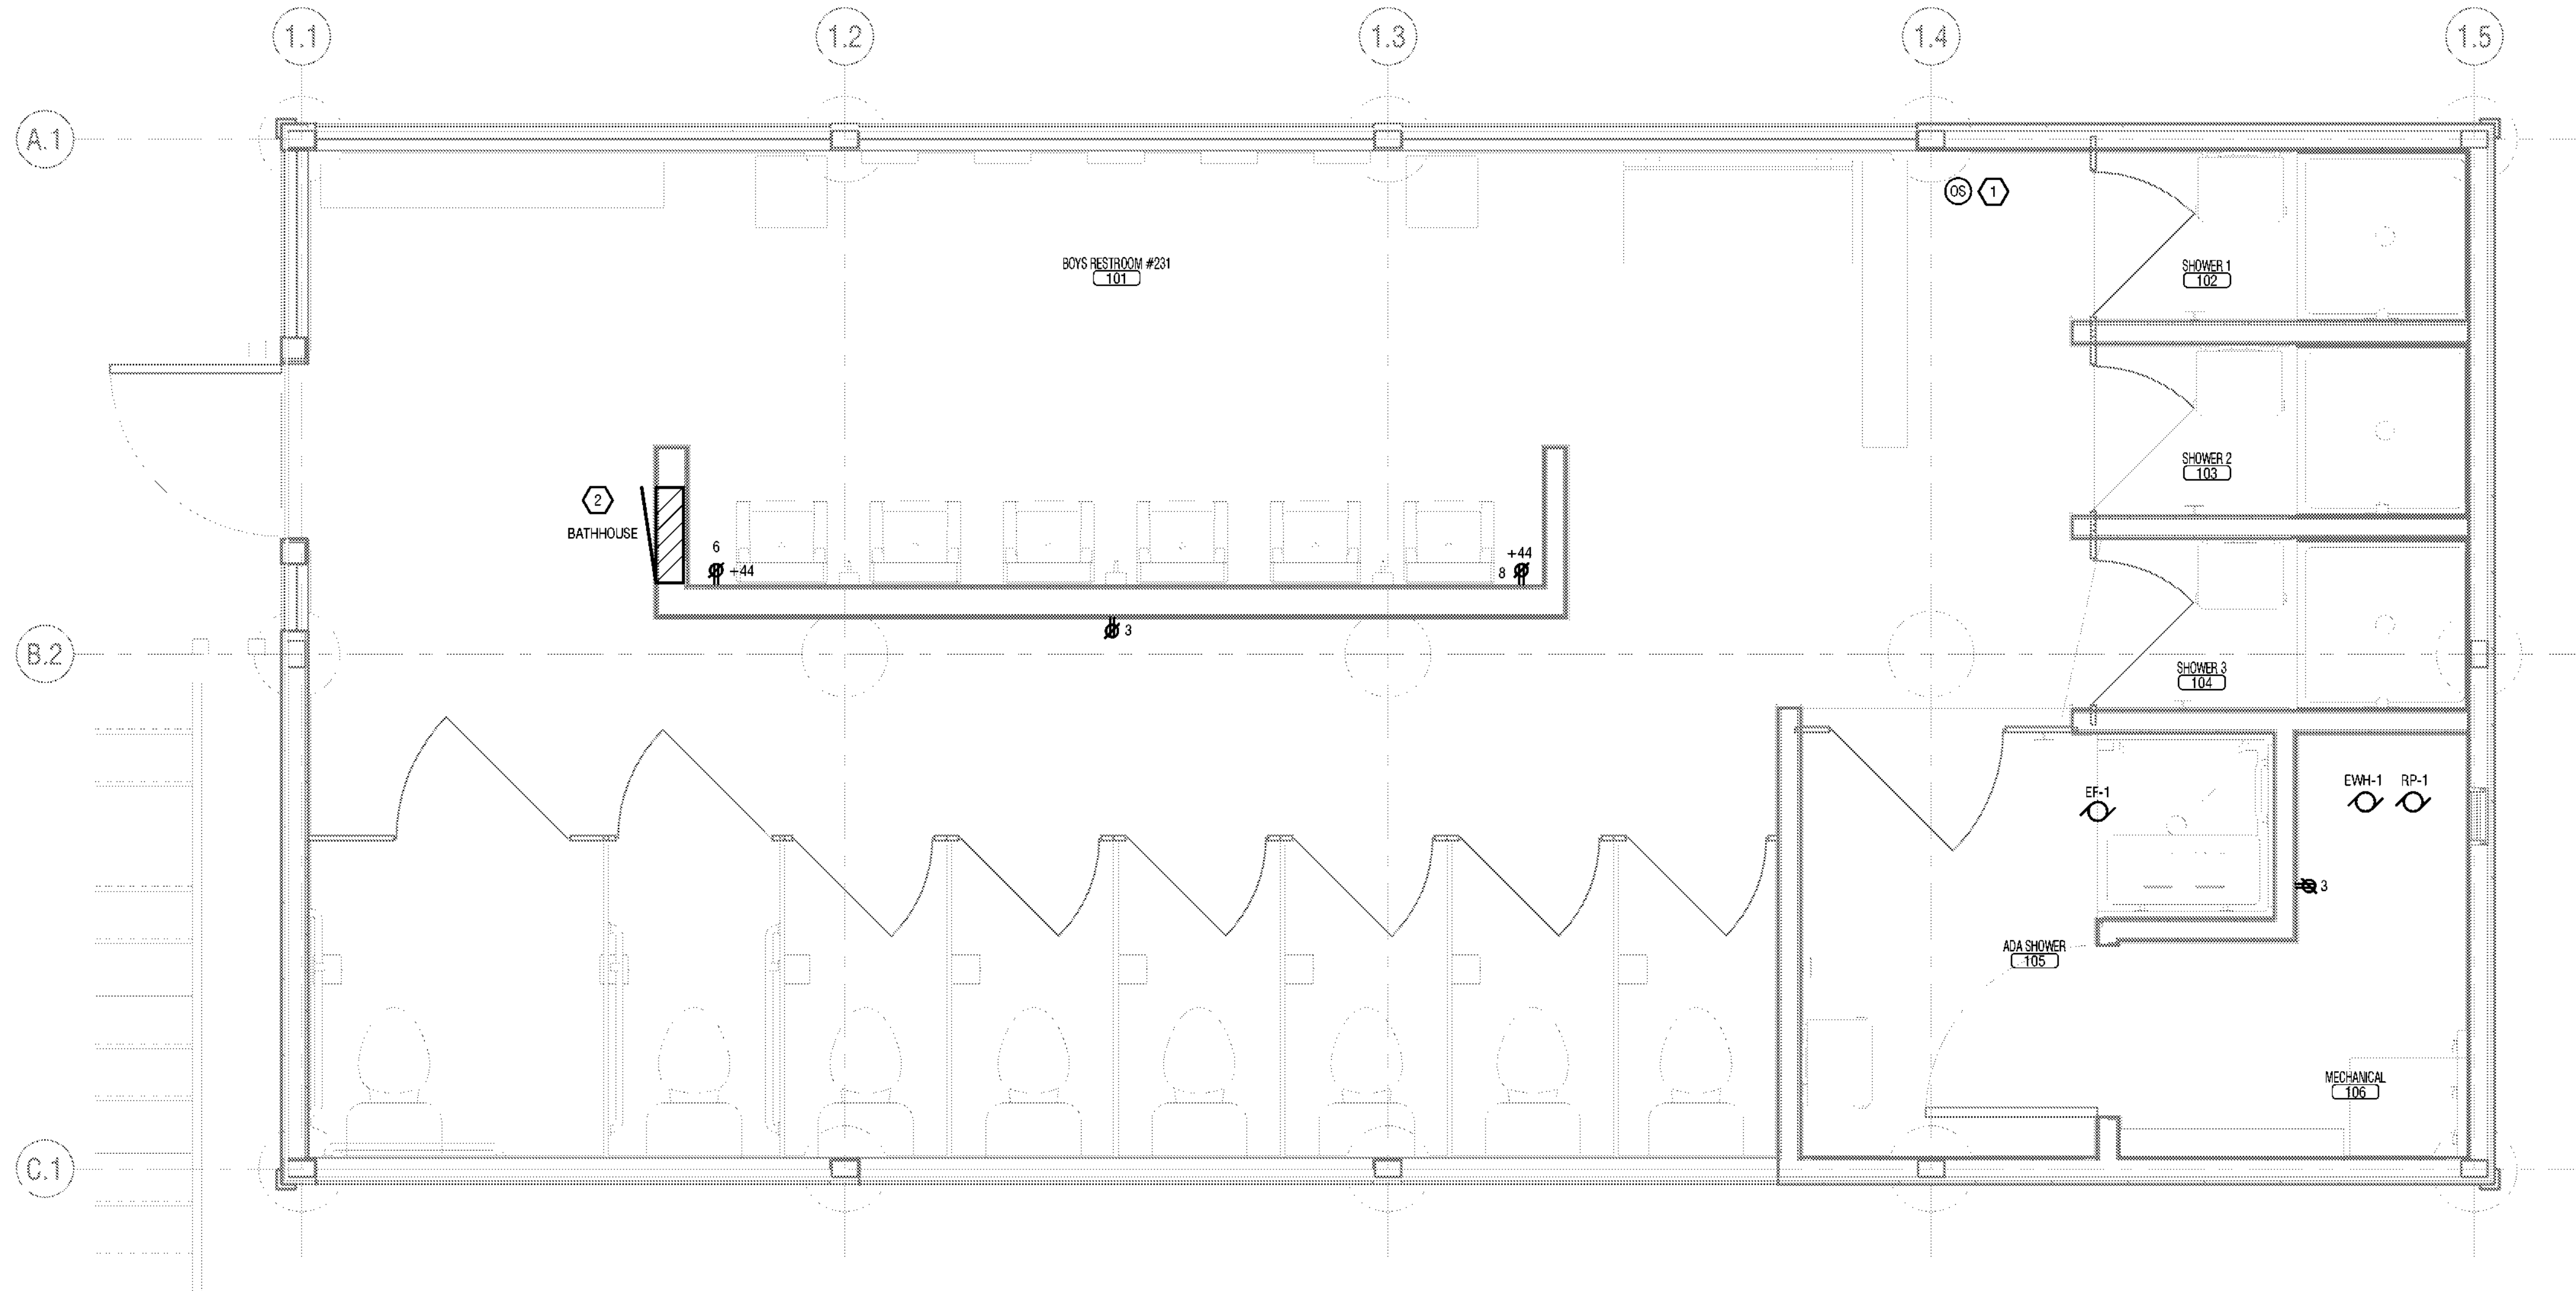 1.1
1.2
1.3
1.4
1.5
A.1
OS
1
BOYS RESTROOM #231
101
SHOWER 1
102
SHOWER 2
103
2
BATHHOUSE
6
+44
+44
8
3
B.2
SHOWER 3
104
EF-1
EWH-1
RP-1
3
ADA SHOWER
105
MECHANICAL
106
C.1